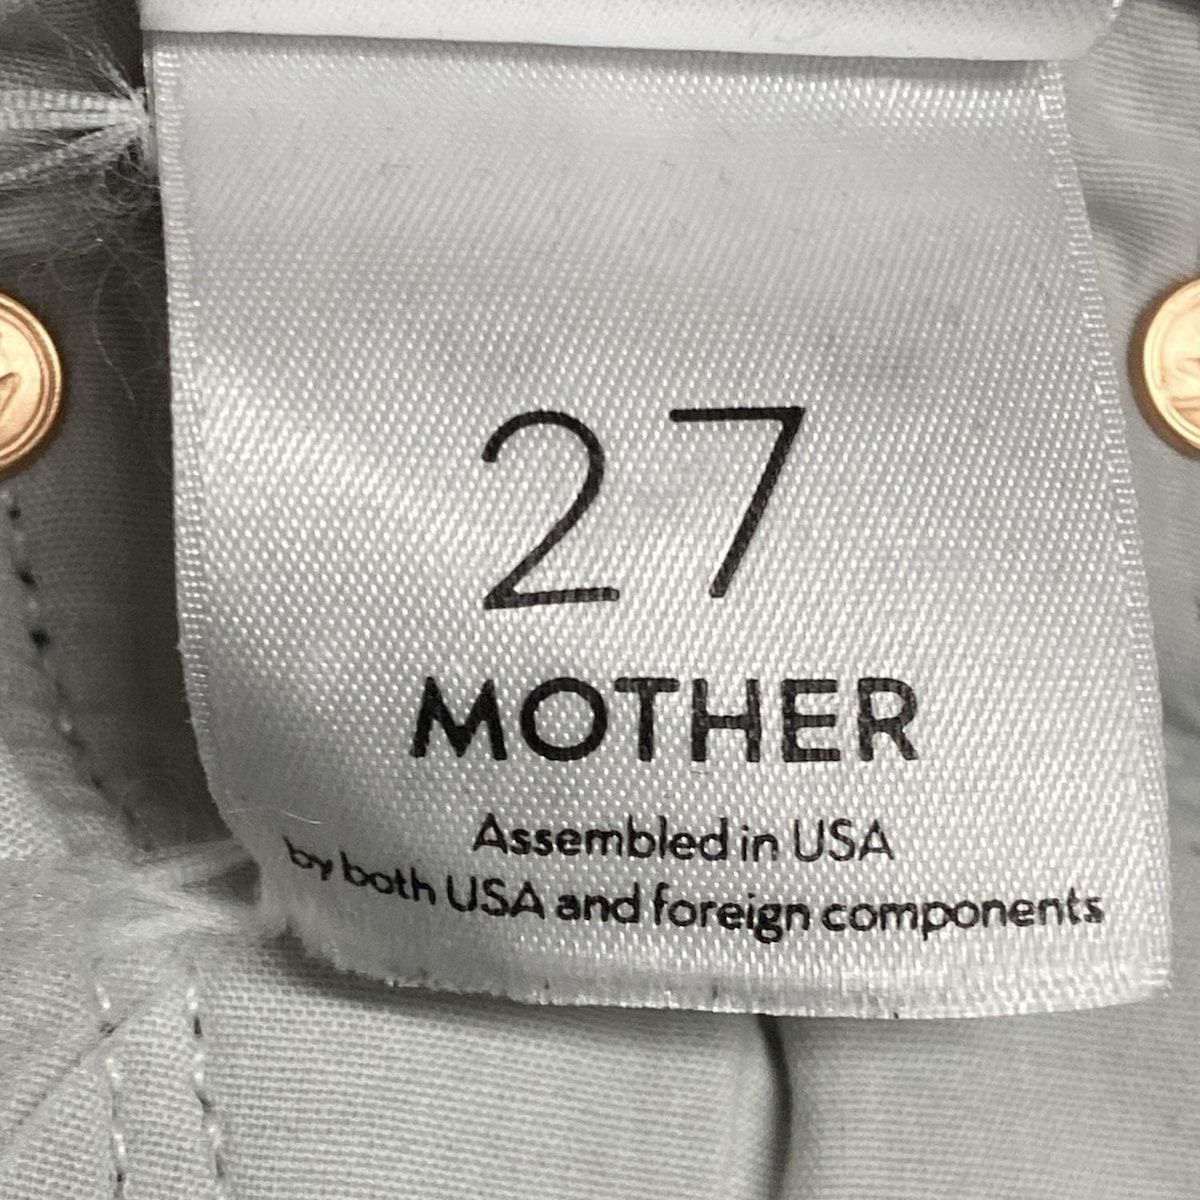 27
MOTHER
Assembled in USA
by both USA and foreign components